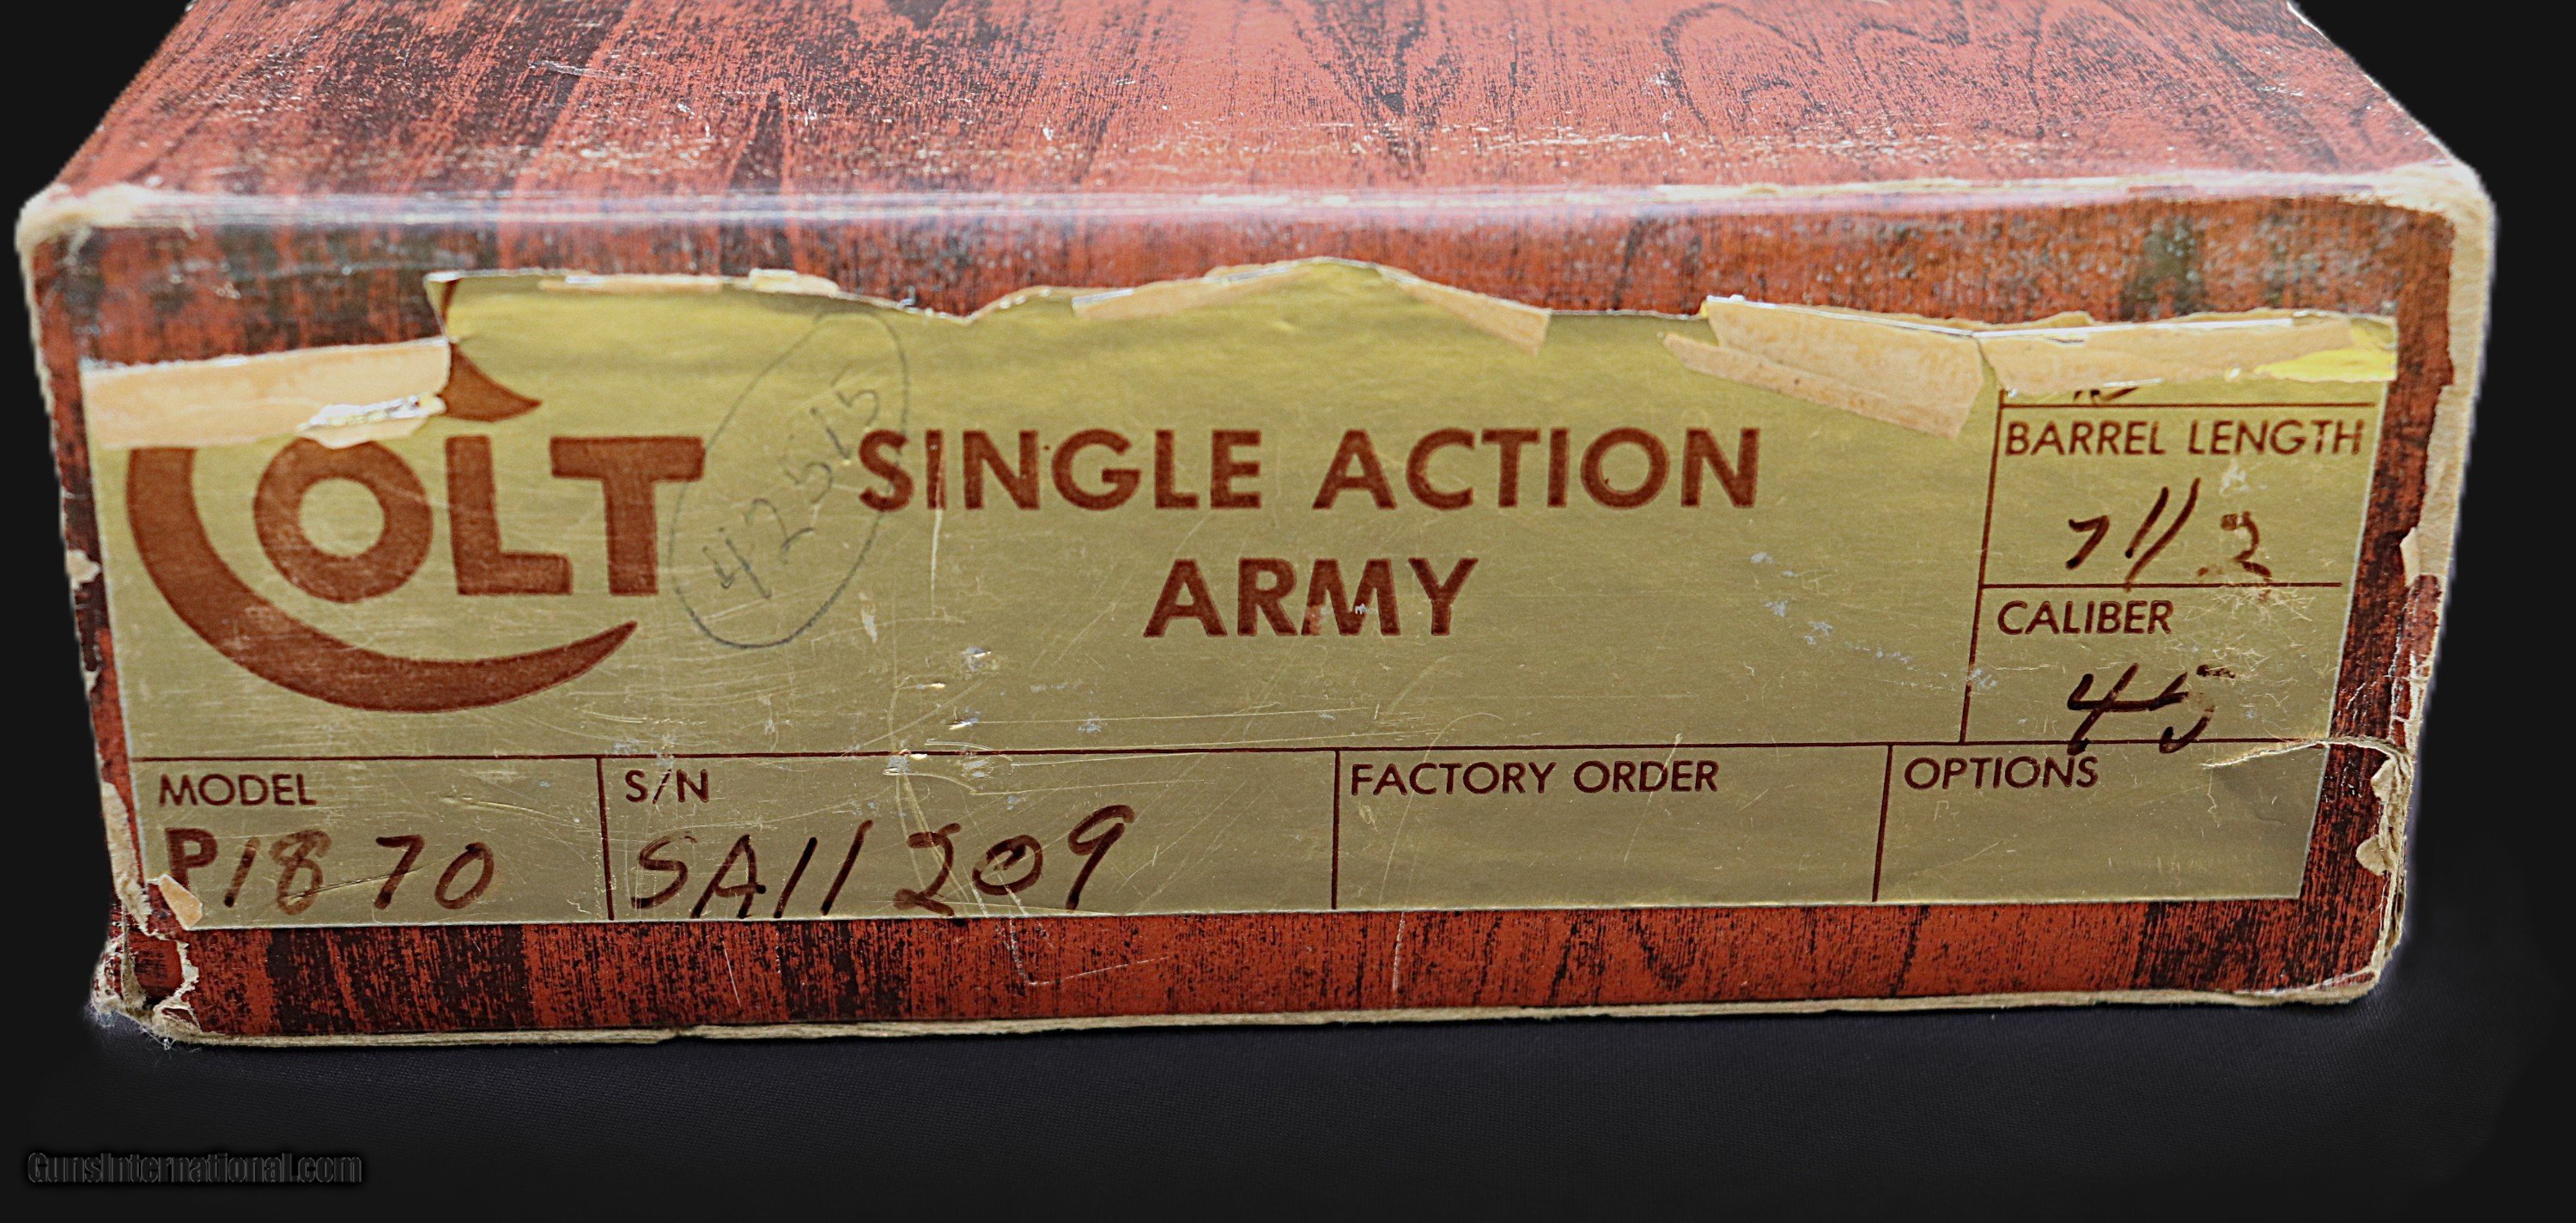 COLT
42515
SINGLE ACTION
ARMY
BARREL LENGTH
7 1/2
CALIBER
45
MODEL
P1870
S/N
SA11209
FACTORY ORDER
OPTIONS
GunsInternational.com